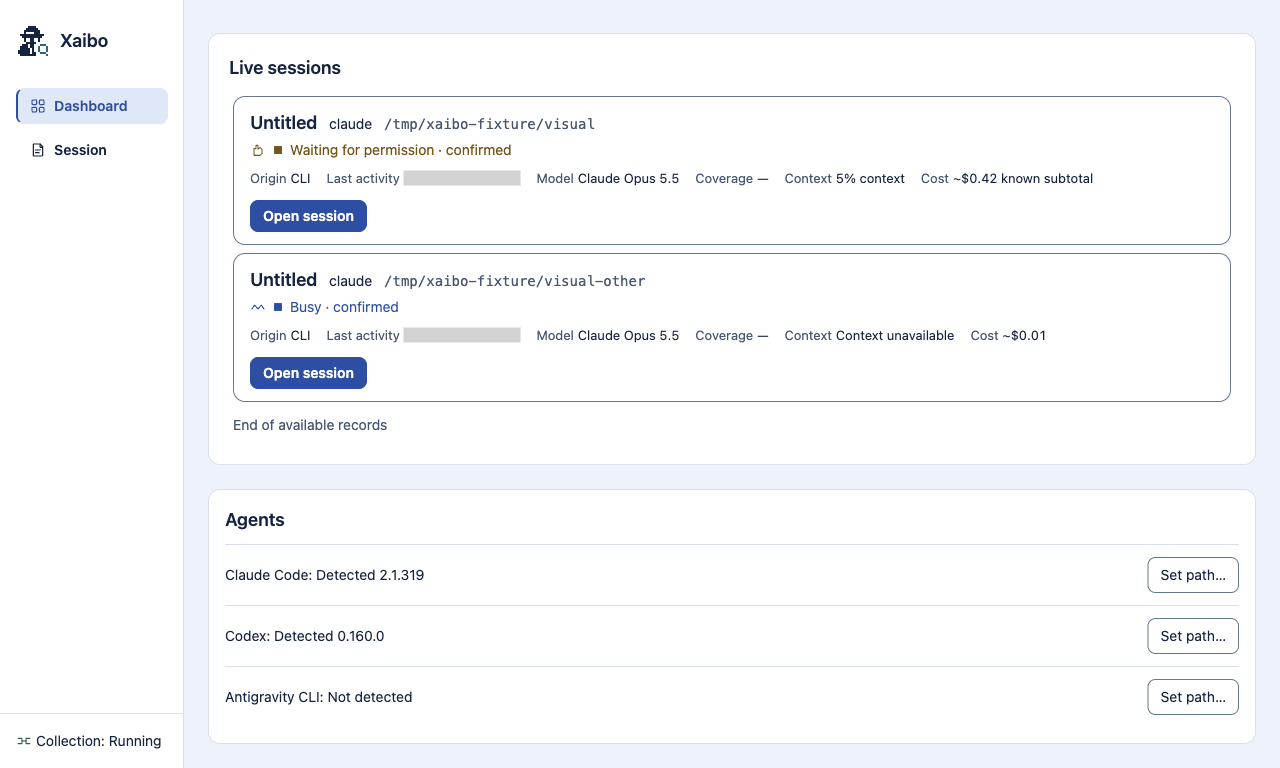 Xaibo
Dashboard
Session
Collection: Running
Live sessions
Untitled claude /tmp/xaibo-fixture/visual
Waiting for permission · confirmed
Origin CLI Last activity Model Claude Opus 5.5 Coverage — Context 5% context Cost ~$0.42 known subtotal
Open session
Untitled claude /tmp/xaibo-fixture/visual-other
Busy · confirmed
Origin CLI Last activity Model Claude Opus 5.5 Coverage — Context Context unavailable Cost ~$0.01
Open session
End of available records
Agents
Claude Code: Detected 2.1.319
Set path…
Codex: Detected 0.160.0
Set path…
Antigravity CLI: Not detected
Set path…